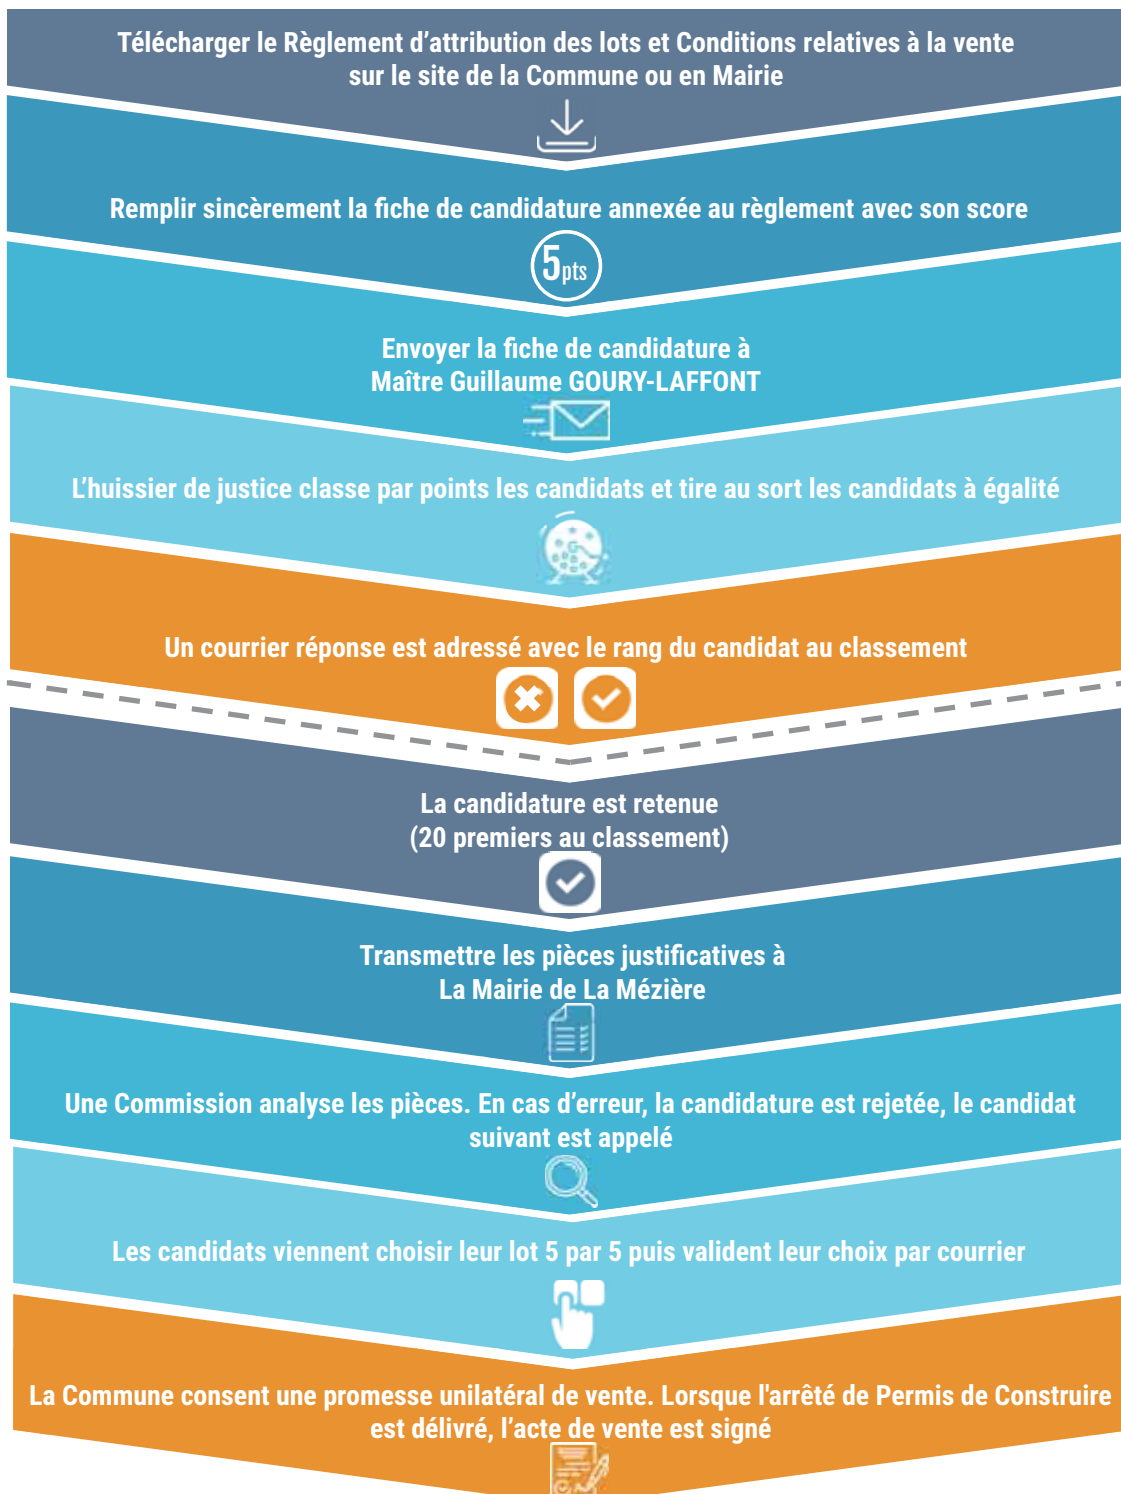 Télécharger le Règlement d’attribution des lots et Conditions relatives à la vente
sur le site de la Commune ou en Mairie
Remplir sincèrement la fiche de candidature annexée au règlement avec son score
5pts
Envoyer la fiche de candidature à
Maître Guillaume GOURY-LAFFONT
L’huissier de justice classe par points les candidats et tire au sort les candidats à égalité
Un courrier réponse est adressé avec le rang du candidat au classement
La candidature est retenue
(20 premiers au classement)
Transmettre les pièces justificatives à
La Mairie de La Mézière
Une Commission analyse les pièces. En cas d’erreur, la candidature est rejetée, le candidat
suivant est appelé
Les candidats viennent choisir leur lot 5 par 5 puis valident leur choix par courrier
La Commune consent une promesse unilatéral de vente. Lorsque l'arrêté de Permis de Construire
est délivré, l’acte de vente est signé